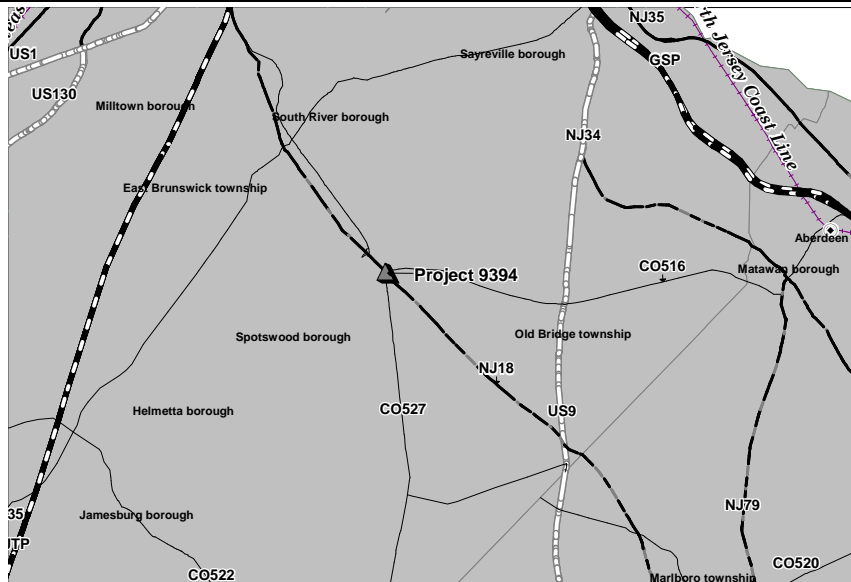 NJ35
US1
Sayreville borough
GSP
th Jersey Coast Line
US130
Milltown borough
South River borough
NJ34
East Brunswick township
Aberdeen
CO516
Matawan borough
Project 9394
Spotswood borough
Old Bridge township
NJ18
CO527
US9
Helmetta borough
NJ79
35
Jamesburg borough
JTP
CO520
CO522
Marlboro township